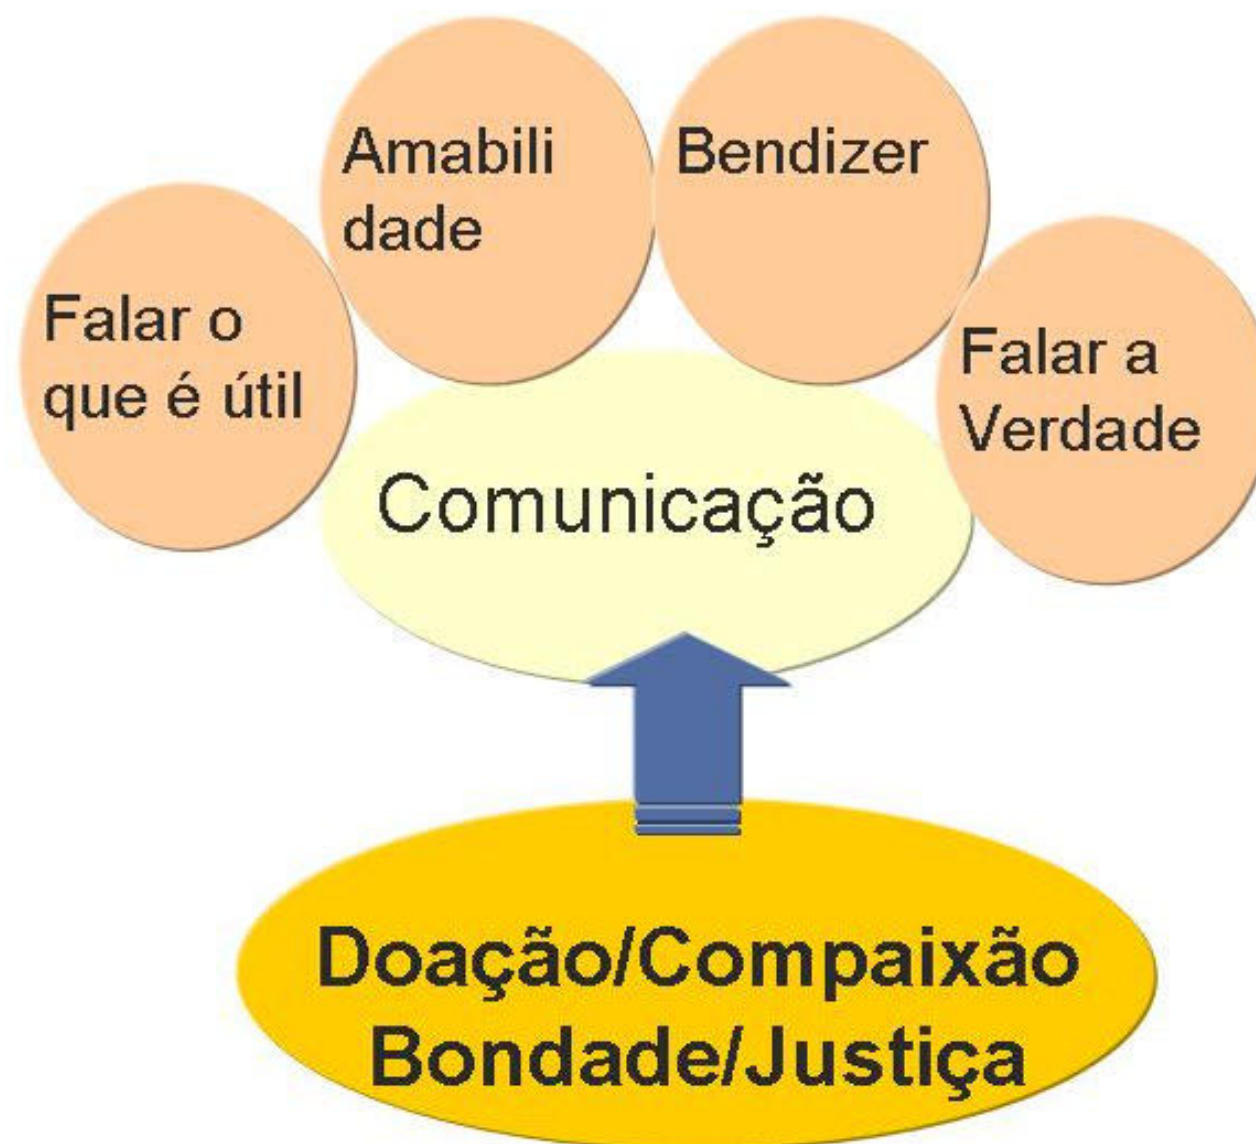 Amabili
dade
Bendizer
Falar o
que é útil
Falar a
Verdade
Comunicação
Doação/Compaixão
Bondade/Justiça